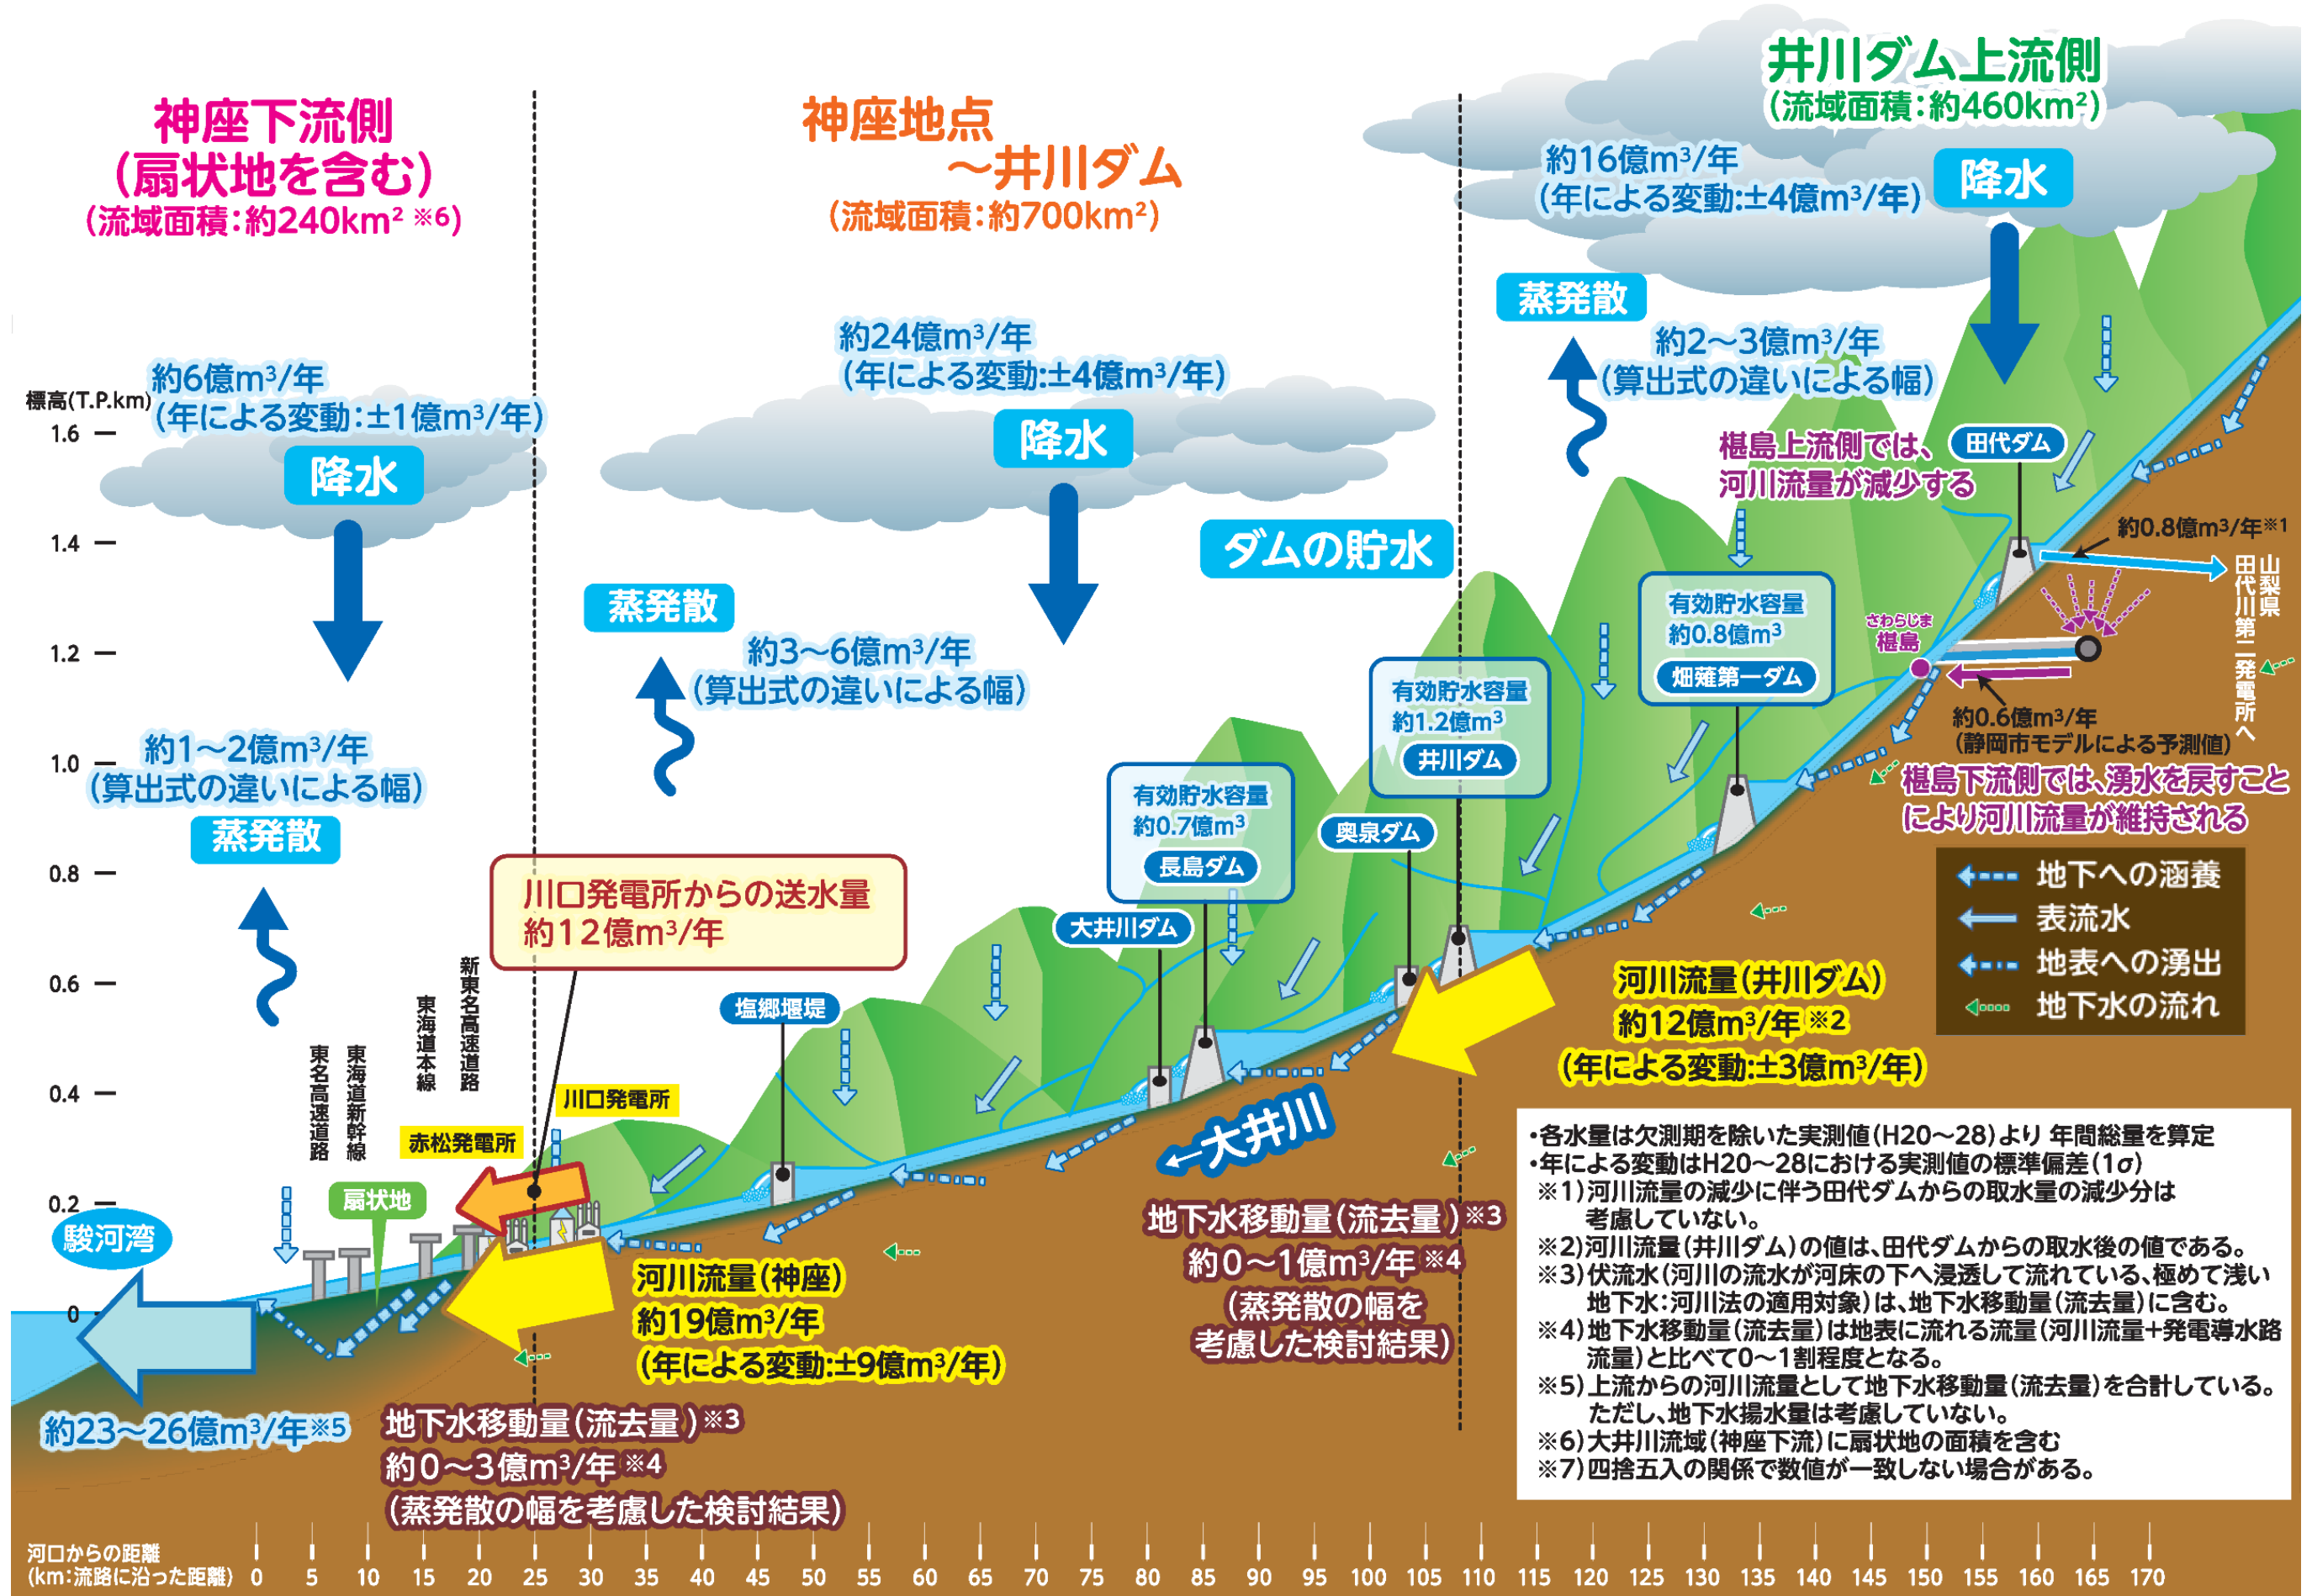 井川ダム上流側
(流域面積:約460km²)
約16億m³/年
(年による変動:±4億m³/年)
降水
蒸発散
約2～3億m³/年
(算出式の違いによる幅)
神座地点
～井川ダム
(流域面積:約700km²)
約24億m³/年
(年による変動:±4億m³/年)
降水
ダムの貯水
蒸発散
約3～6億m³/年
(算出式の違いによる幅)
神座下流側
(扇状地を含む)
(流域面積:約240km² ※6)
約6億m³/年
(年による変動:±1億m³/年)
降水
約1～2億m³/年
(算出式の違いによる幅)
蒸発散
標高(T.P.km)
1.6
1.4
1.2
1.0
0.8
0.6
0.4
0.2
0
椹島上流側では、
河川流量が減少する
田代ダム
約0.8億m³/年※1
山梨県
田代川第二発電所へ
さわらじま
椹島
約0.6億m³/年
(静岡市モデルによる予測値)
椹島下流側では、湧水を戻すこと
により河川流量が維持される
有効貯水容量
約0.8億m³
畑薙第一ダム
有効貯水容量
約1.2億m³
井川ダム
奥泉ダム
有効貯水容量
約0.7億m³
長島ダム
大井川ダム
塩郷堰堤
川口発電所からの送水量
約12億m³/年
新東名高速道路
東海道本線
東海道新幹線
東名高速道路
川口発電所
赤松発電所
扇状地
駿河湾
←大井川
地下への涵養
表流水
地表への湧出
地下水の流れ
河川流量(井川ダム)
約12億m³/年 ※2
(年による変動:±3億m³/年)
河川流量(神座)
約19億m³/年
(年による変動:±9億m³/年)
地下水移動量(流去量)※3
約0～1億m³/年 ※4
(蒸発散の幅を
考慮した検討結果)
約23～26億m³/年※5
地下水移動量(流去量)※3
約0～3億m³/年 ※4
(蒸発散の幅を考慮した検討結果)
・各水量は欠測期を除いた実測値(H20～28)より 年間総量を算定
・年による変動はH20～28における実測値の標準偏差(1σ)
※1)河川流量の減少に伴う田代ダムからの取水量の減少分は
考慮していない。
※2)河川流量(井川ダム)の値は、田代ダムからの取水後の値である。
※3)伏流水(河川の流水が河床の下へ浸透して流れている、極めて浅い
地下水:河川法の適用対象)は、地下水移動量(流去量)に含む。
※4)地下水移動量(流去量)は地表に流れる流量(河川流量+発電導水路
流量)と比べて0～1割程度となる。
※5)上流からの河川流量として地下水移動量(流去量)を合計している。
ただし、地下水揚水量は考慮していない。
※6)大井川流域(神座下流)に扇状地の面積を含む
※7)四捨五入の関係で数値が一致しない場合がある。
河口からの距離
(km:流路に沿った距離) 0 5 10 15 20 25 30 35 40 45 50 55 60 65 70 75 80 85 90 95 100 105 110 115 120 125 130 135 140 145 150 155 160 165 170